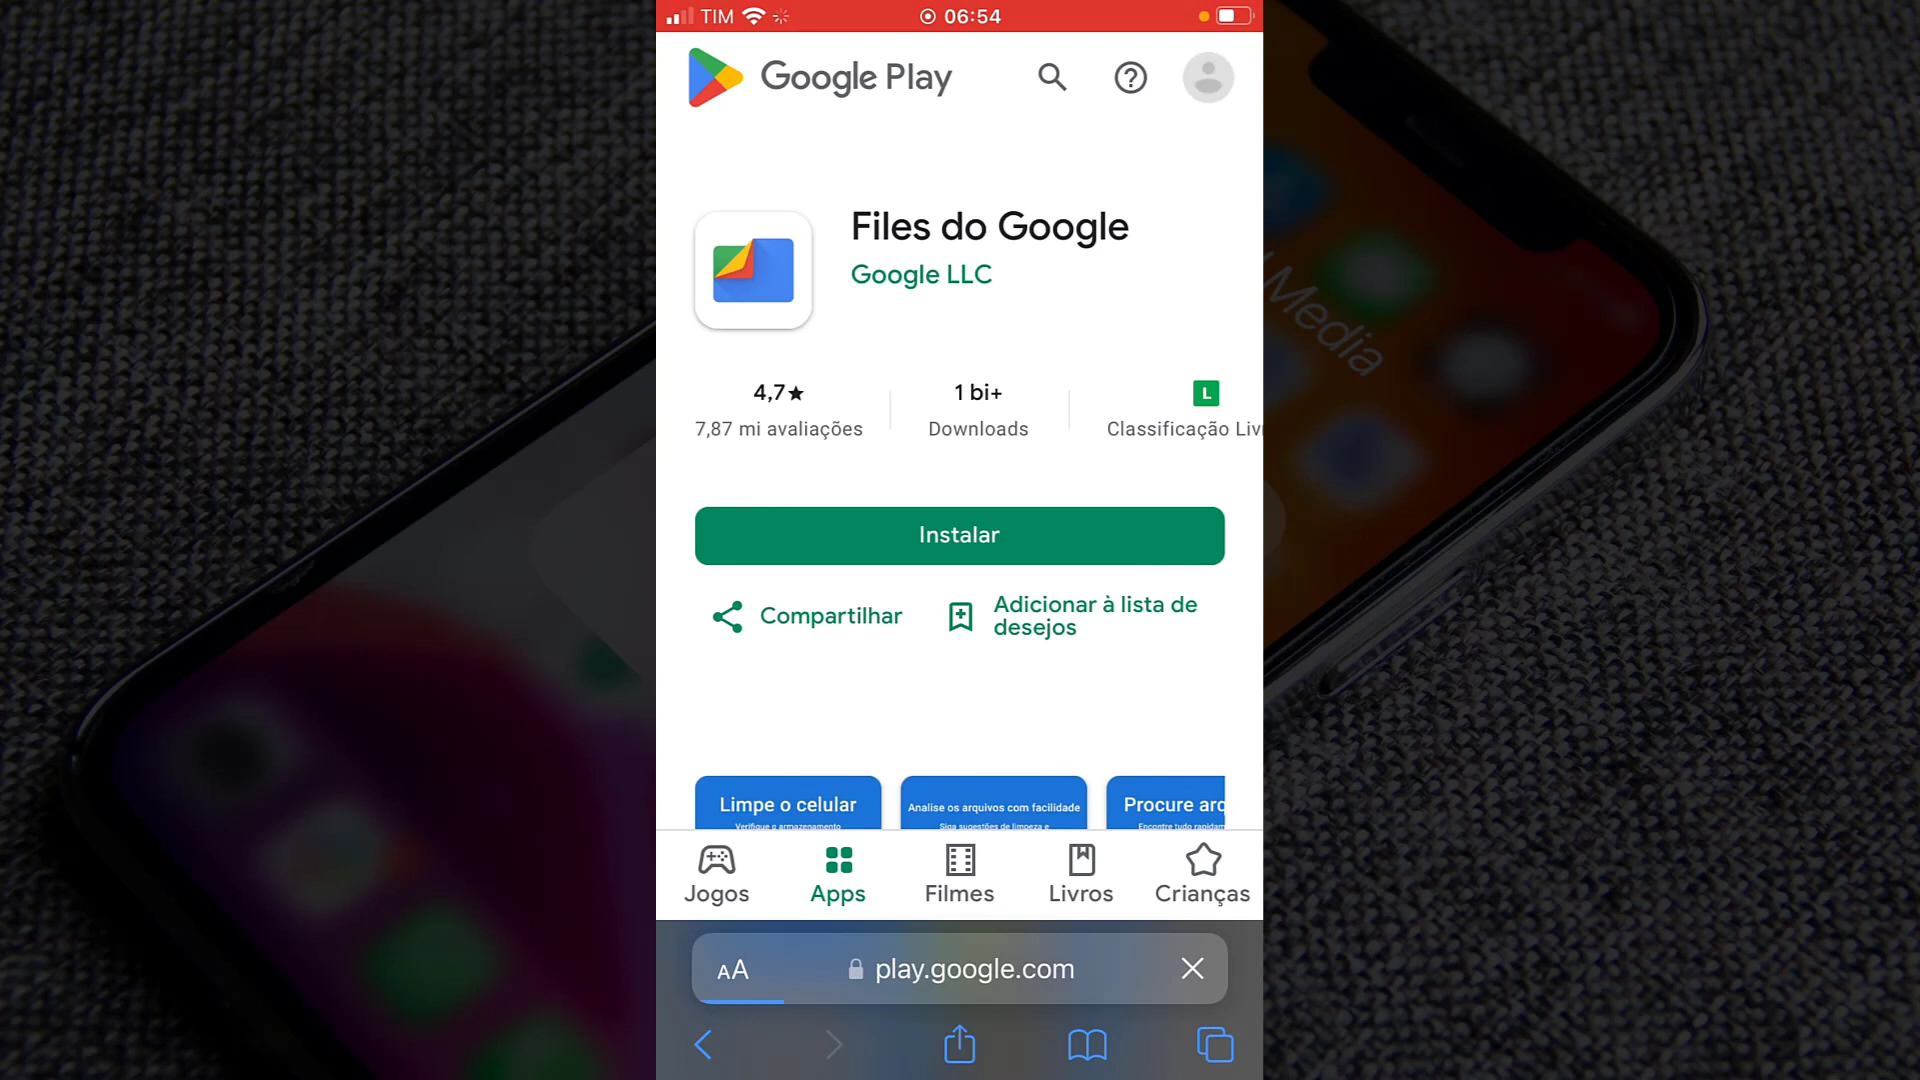 TIM 06:54
Google Play
Files do Google
Google LLC
4,7★
7,87 mi avaliações
1 bi+
Downloads
L
Classificação Liv
Instalar
Compartilhar
Adicionar à lista de
desejos
Limpe o celular
Verifique o armazenamento
Analise os arquivos com facilidade
Siga sugestões de limpeza e
Procure arq
Encontre tudo rapidam
Jogos
Apps
Filmes
Livros
Crianças
AA
play.google.com
Media